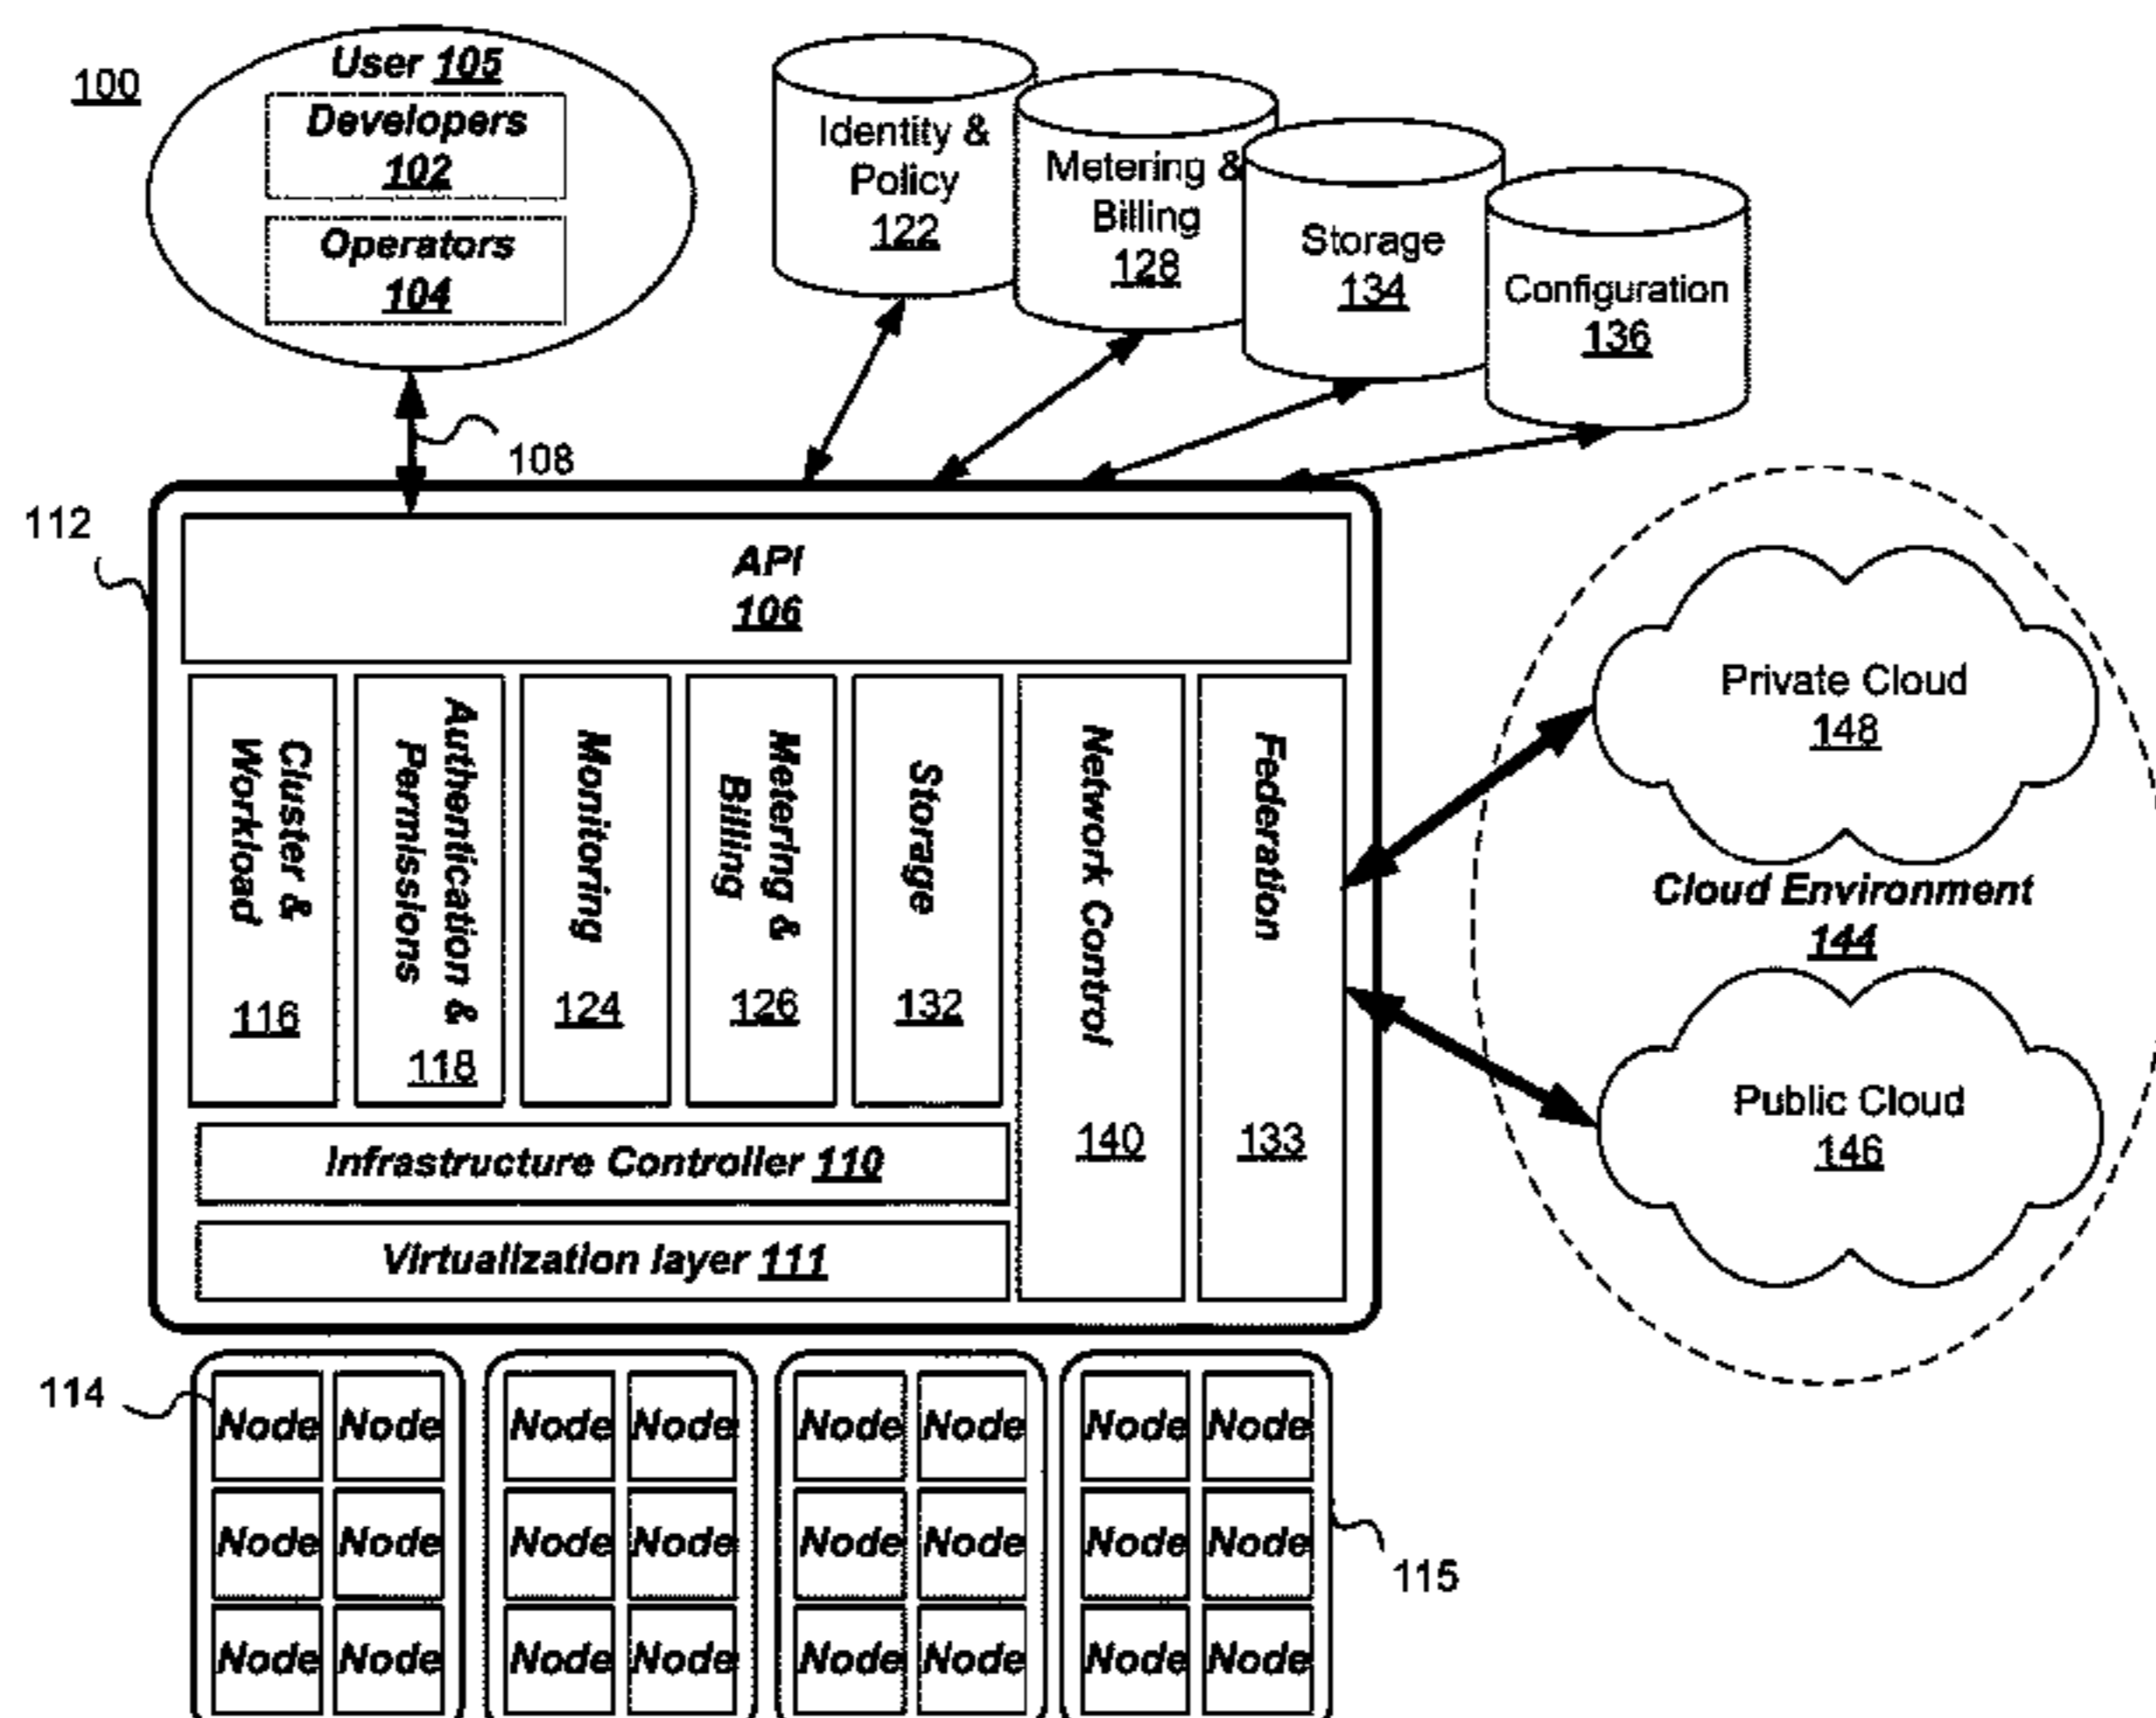 100
User 105
Developers
102
Operators
104
Identity &
Policy
122
Metering &
Billing
128
Storage
134
Configuration
136
108
112
API
106
Cluster &
Workload
116
Authentication &
Permissions
118
Monitoring
124
Metering &
Billing
126
Storage
132
Network Control
140
Federation
133
Infrastructure Controller 110
Virtualization layer 111
Private Cloud
148
Cloud Environment
144
Public Cloud
146
114
Node Node Node Node Node Node Node Node
Node Node Node Node Node Node Node Node
115
Node Node Node Node Node Node Node Node